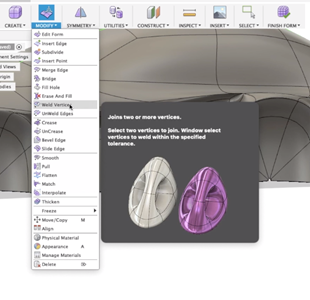 CREATE MODIFY SYMMETRY UTILITIES CONSTRUCT INSPECT INSERT SELECT FINISH FORM
Edit Form
Insert Edge
Subdivide
Insert Point
Merge Edge
Bridge
Fill Hole
Erase And Fill
Weld Vertices
UnWeld Edges
Crease
UnCrease
Bevel Edge
Slide Edge
Smooth
Pull
Flatten
Match
Interpolate
Thicken
Freeze
Move/Copy M
Align
Physical Material
Appearance A
Manage Materials
Delete
Joins two or more vertices.
Select two vertices to join. Window select
vertices to weld within the specified
tolerance.